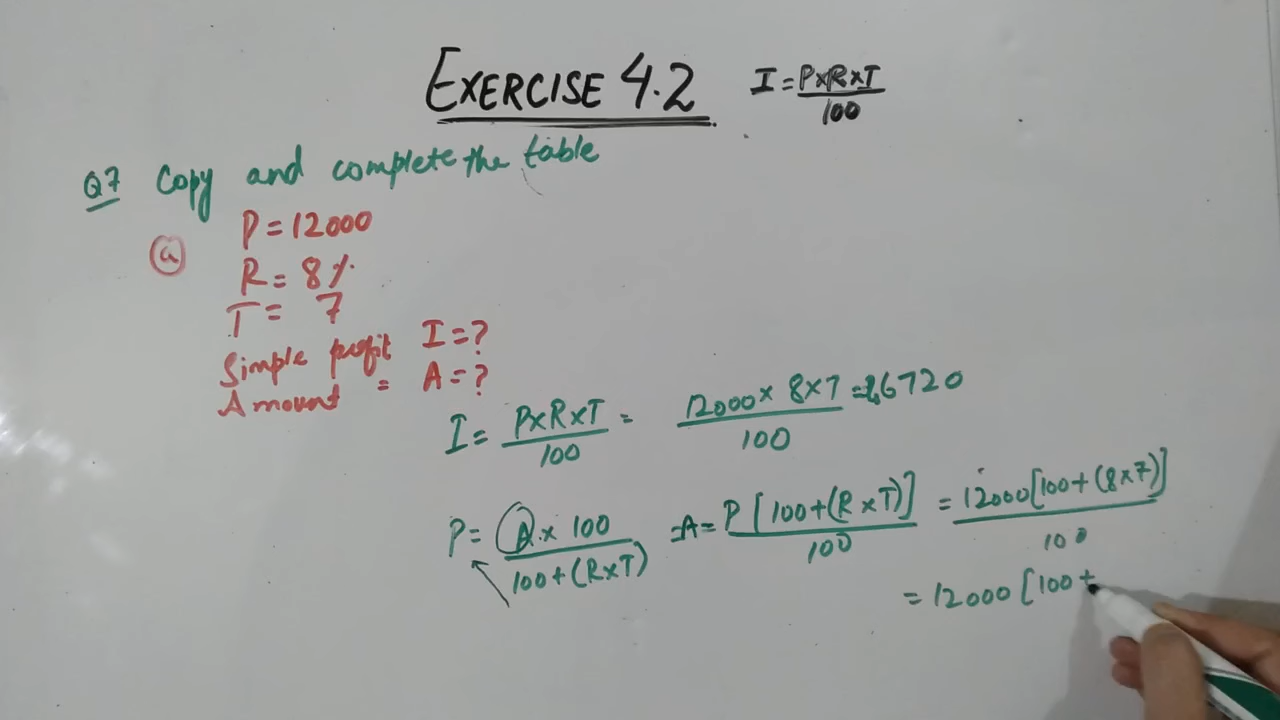 EXERCISE 4.2
I = P×R×T / 100
Q7 Copy and complete the table
(a) P = 12000
R = 8%
T = 7
Simple profit I = ?
Amount = A = ?
I = P×R×T / 100 = 12000 × 8×7 / 100 = 6720
P = A × 100 / 100+(R×T) = A = P [100+(R×T)] / 100 = 12000[100+(8×7)] / 100
= 12000 [100 +